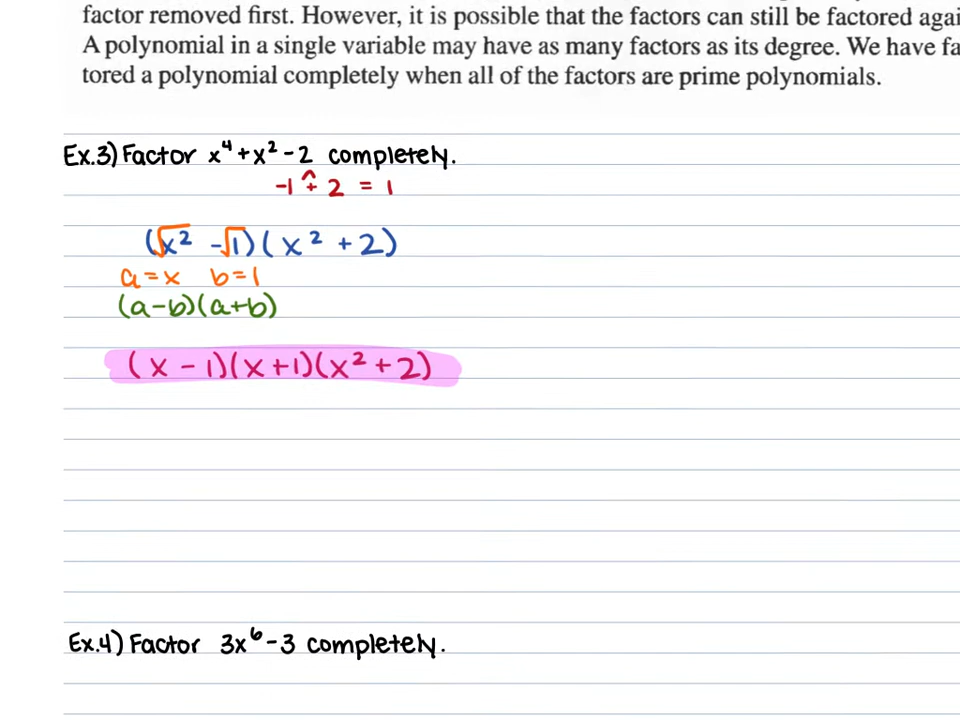 factor removed first. However, it is possible that the factors can still be factored agai
A polynomial in a single variable may have as many factors as its degree. We have fa
tored a polynomial completely when all of the factors are prime polynomials.
Ex.3) Factor x⁴+x²-2 completely.
-1 + 2 = 1
(√x² -√1)(x² +2)
a=x b=1
(a-b)(a+b)
(x-1)(x+1)(x²+2)
Ex.4) Factor 3x⁶-3 completely.